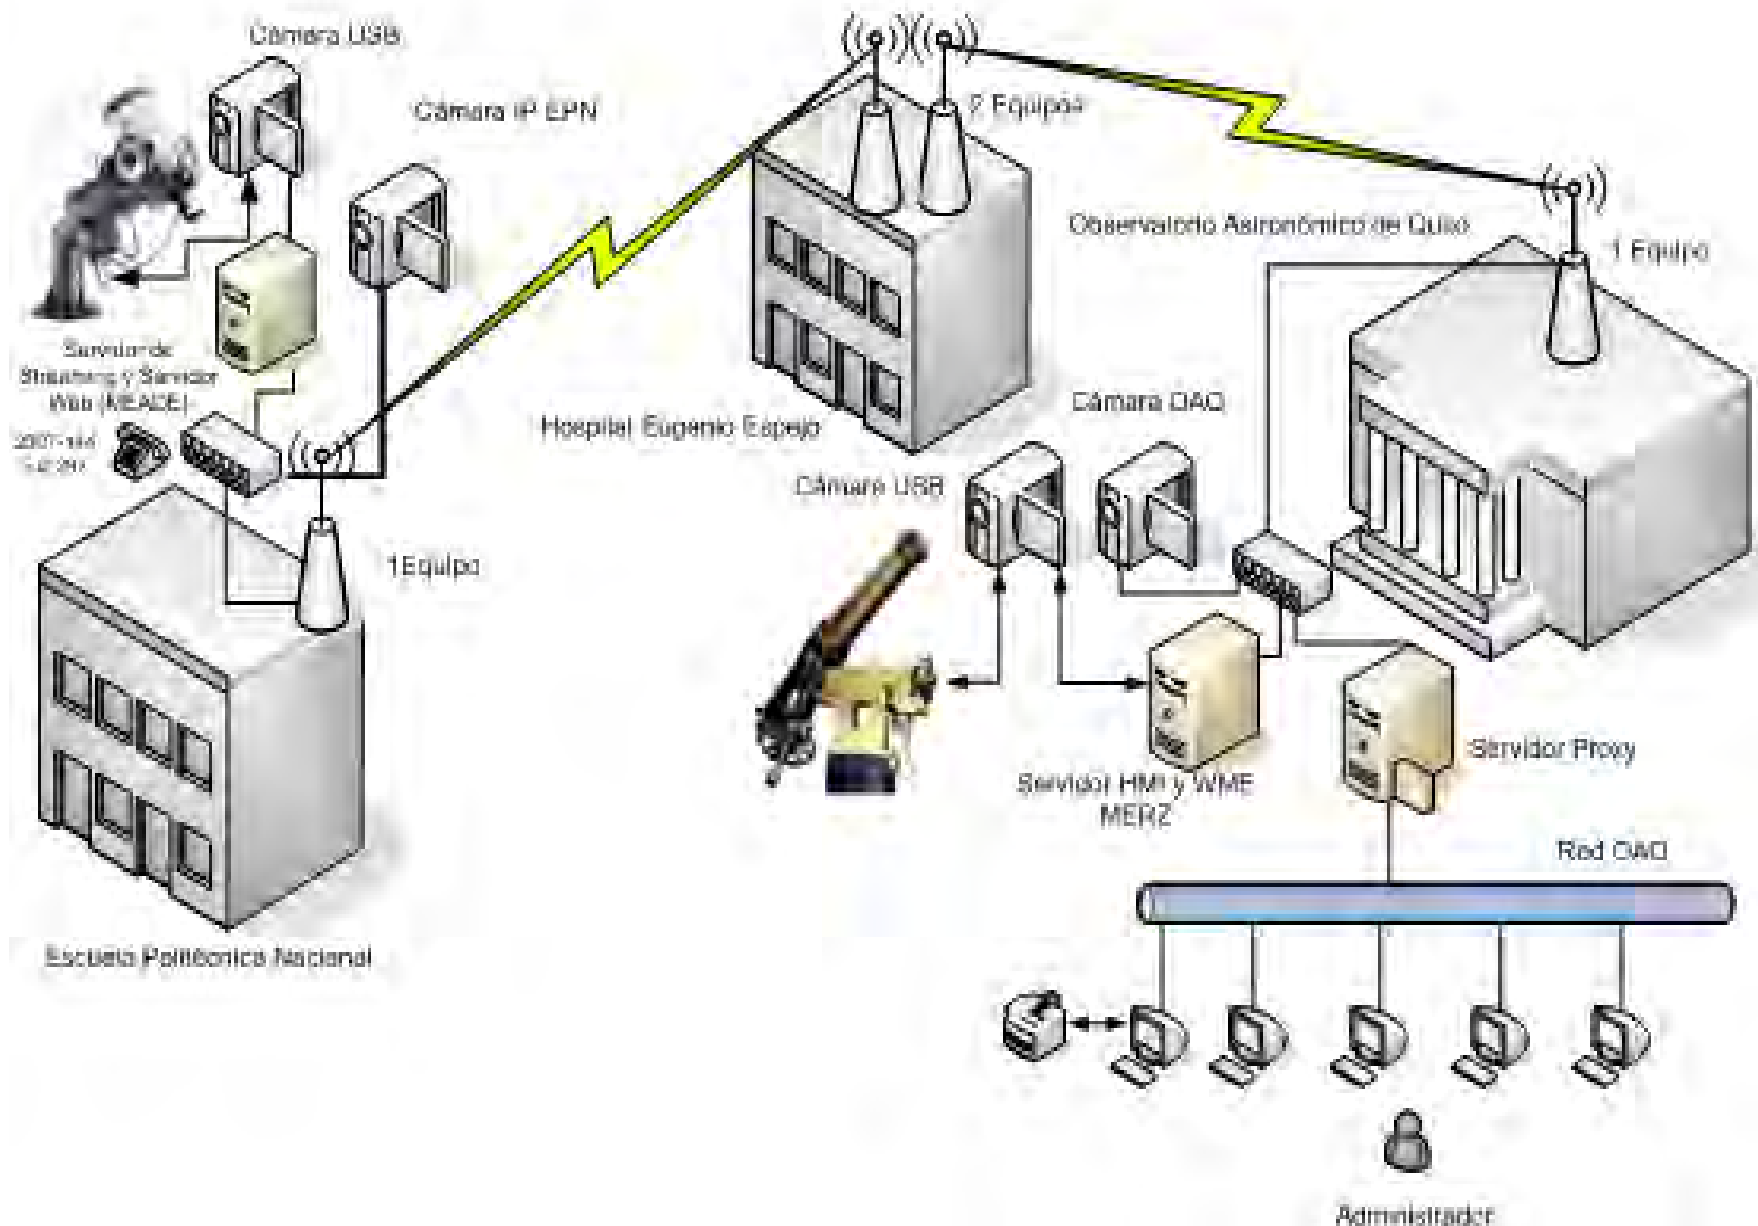 Cámara USB
Cámara IP EPN
2 Equipos
Observatorio Astronómico de Quito
1 Equipo
Servidor de
Streaming y Servidor
Web (MEADE)
Hospital Eugenio Espejo
Cámara OAQ
Cámara USB
1Equipo
Servidor Proxy
Servidor HMI y WME
MERZ
Red OAQ
Escuela Politécnica Nacional
Administrador